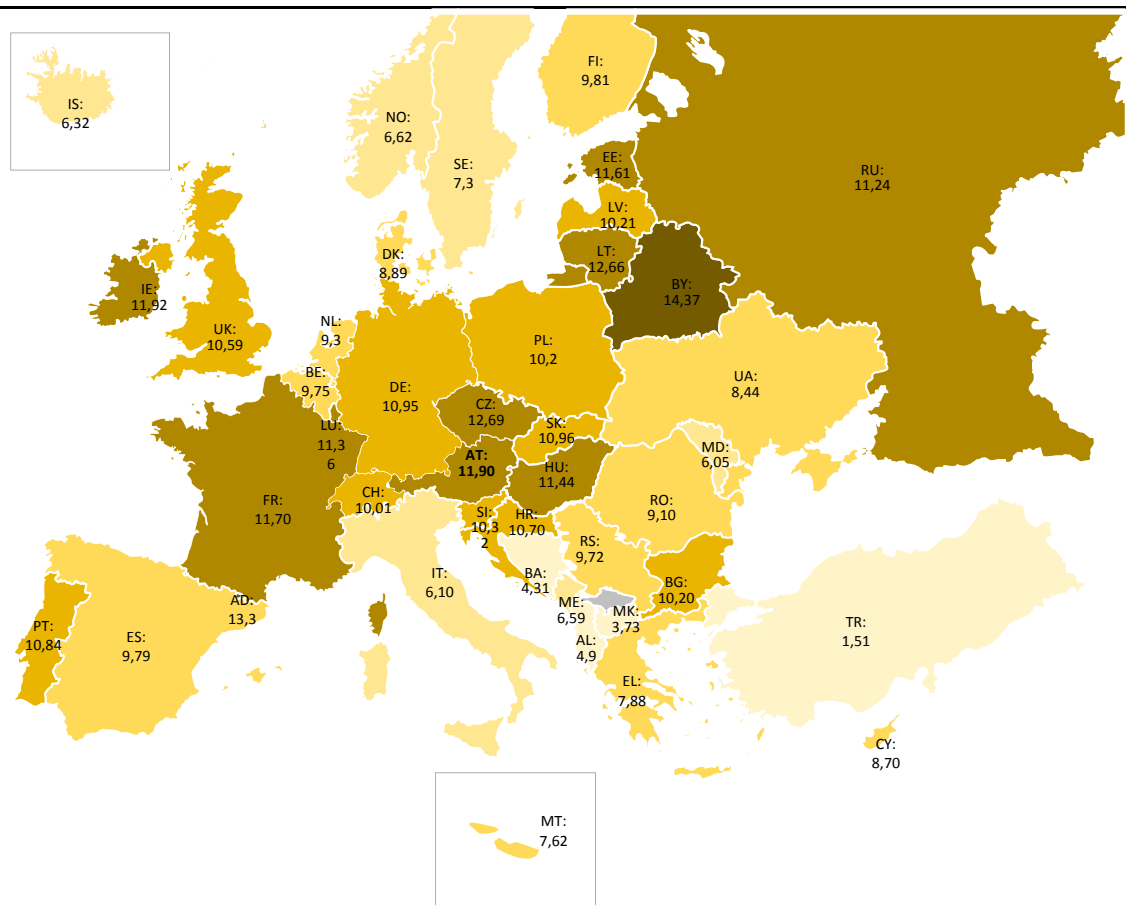 IS:
6,32
FI:
9,81
NO:
6,62
SE:
7,3
EE:
11,61
RU:
11,24
LV:
10,21
DK:
8,89
LT:
12,66
BY:
14,37
IE:
11,92
UK:
10,59
NL:
9,3
PL:
10,2
BE:
9,75
DE:
10,95
UA:
8,44
CZ:
12,69
LU:
11,3
6
SK:
10,96
AT:
11,90
HU:
11,44
MD:
6,05
FR:
11,70
CH:
10,01
RO:
9,10
SI:
10,3
2
HR:
10,70
RS:
9,72
IT:
6,10
BA:
4,31
BG:
10,20
AD:
13,3
ME:
6,59
MK:
3,73
TR:
1,51
PT:
10,84
ES:
9,79
AL:
4,9
EL:
7,88
CY:
8,70
MT:
7,62